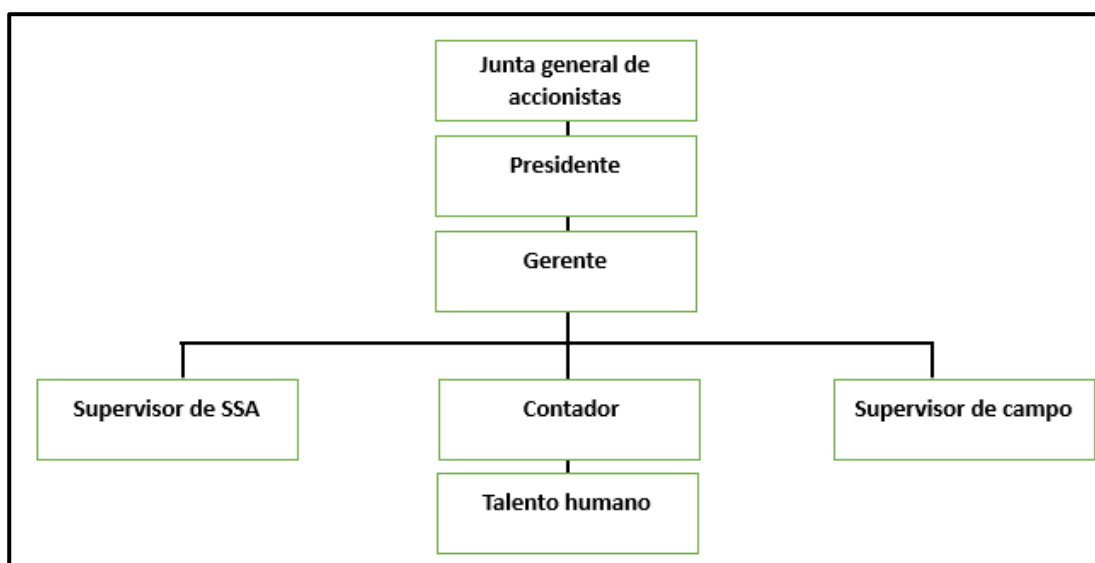 Junta general de
accionistas
Presidente
Gerente
Supervisor de SSA
Contador
Supervisor de campo
Talento humano